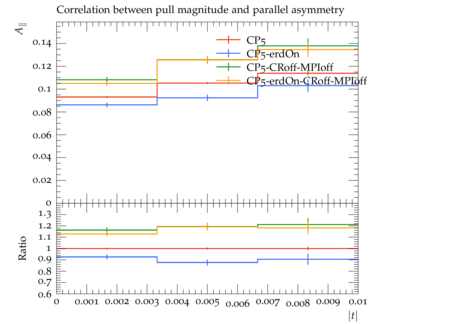 Correlation between pull magnitude and parallel asymmetry
A∥
CP5
CP5-erdOn
CP5-CRoff-MPIoff
CP5-erdOn-CRoff-MPIoff
0.14
0.12
0.1
0.08
0.06
0.04
0.02
0
Ratio
1.3
1.2
1.1
1
0.9
0.8
0.7
0.6
0 0.001 0.002 0.003 0.004 0.005 0.006 0.007 0.008 0.009 0.01
|t|